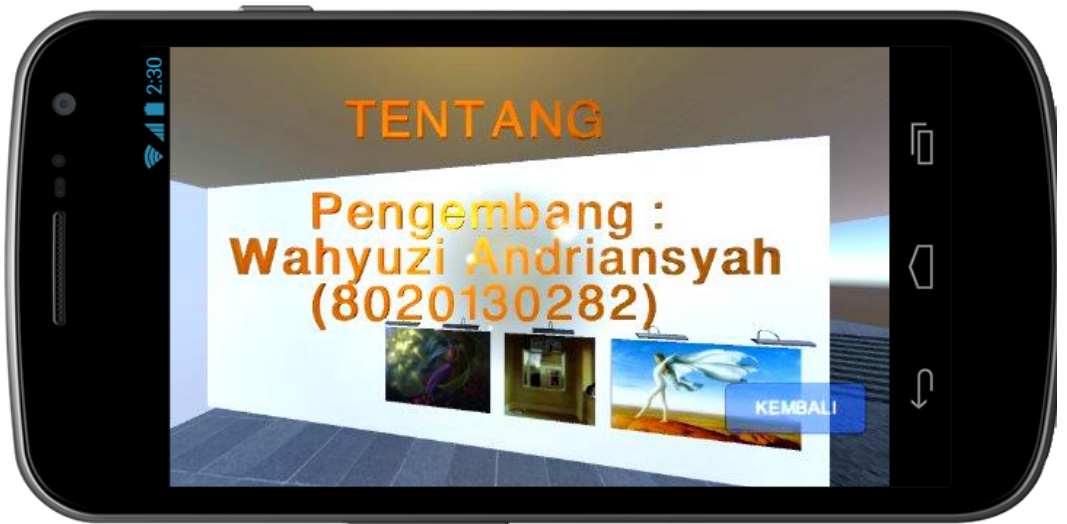 2:30
TENTANG
Pengembang :
Wahyuzi Andriansyah
(8020130282)
KEMBALI